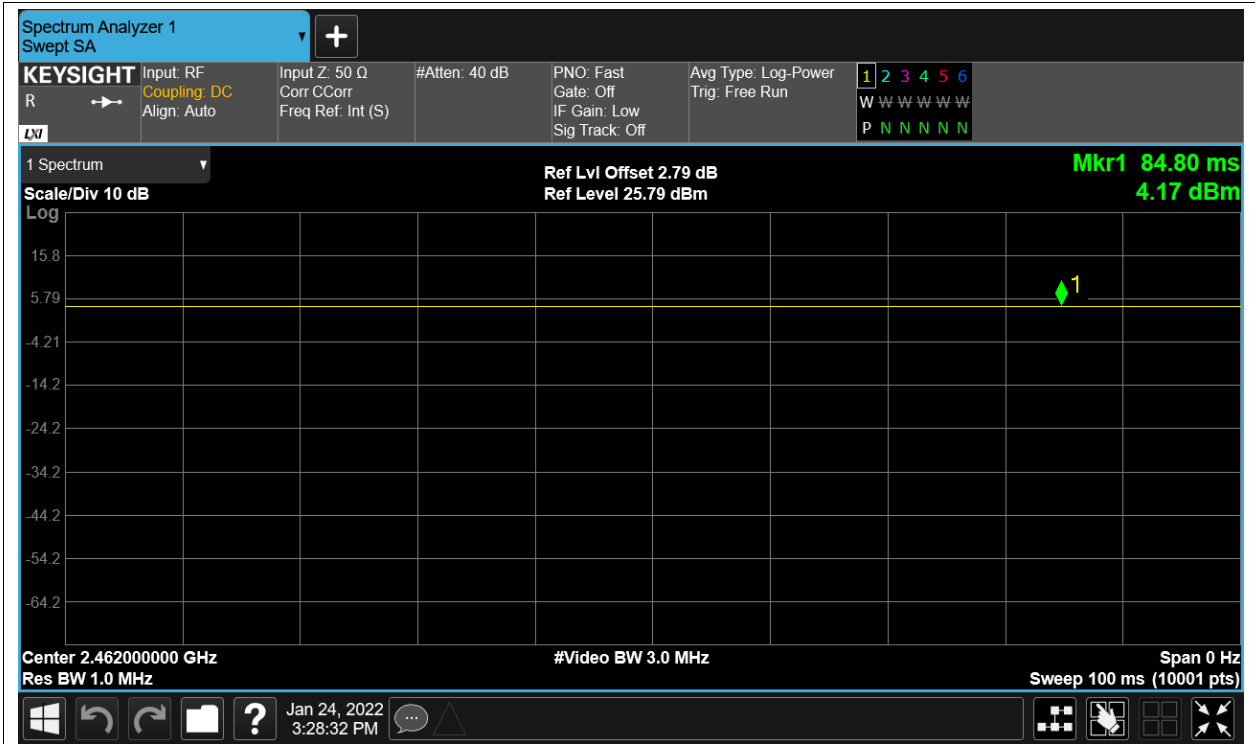 Spectrum Analyzer 1
Swept SA
KEYSIGHT
R
LXI
Input: RF
Coupling: DC
Align: Auto
Input Z: 50 Ω
Corr CCorr
Freq Ref: Int (S)
#Atten: 40 dB
PNO: Fast
Gate: Off
IF Gain: Low
Sig Track: Off
Avg Type: Log-Power
Trig: Free Run
1 2 3 4 5 6
W W W W W W
P N N N N N
1 Spectrum
Scale/Div 10 dB
Ref Lvl Offset 2.79 dB
Ref Level 25.79 dBm
Mkr1 84.80 ms
4.17 dBm
Log
15.8
5.79
-4.21
-14.2
-24.2
-34.2
-44.2
-54.2
-64.2
1
Center 2.462000000 GHz
Res BW 1.0 MHz
#Video BW 3.0 MHz
Span 0 Hz
Sweep 100 ms (10001 pts)
?
Jan 24, 2022
3:28:32 PM